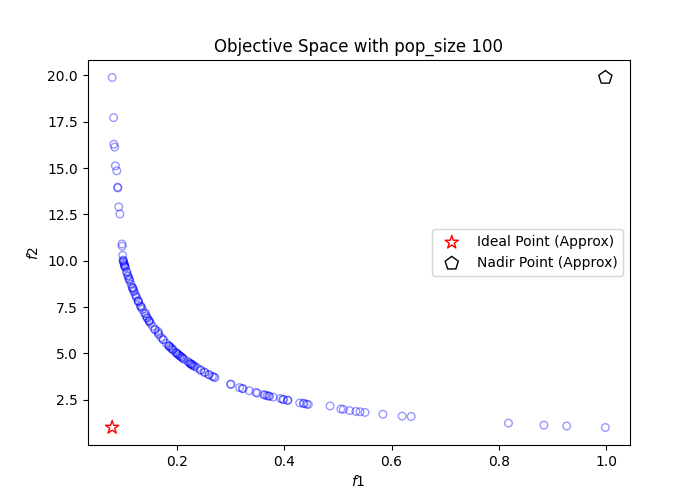 Objective Space with pop_size 100
20.0
17.5
15.0
12.5
10.0
7.5
5.0
2.5
f2
Ideal Point (Approx)
Nadir Point (Approx)
0.2 0.4 0.6 0.8 1.0
f1